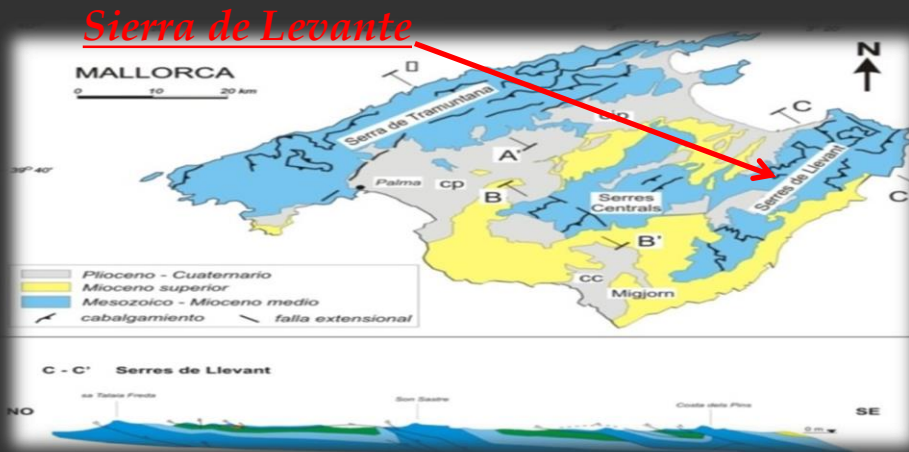 Sierra de Levante
MALLORCA
N
0 10 20 km
C
Serra de Tramuntana
A'
39º 40'
Palma
cp
B
Serres Centrals
Serres de Llevant
C
B'
cc
Migjorn
Plioceno - Cuaternario
Mioceno superior
Mesozoico - Mioceno medio
cabalgamiento
falla extensional
C - C' Serres de Llevant
sa Talaia Freda
Son Sastre
Costa dels Pins
NO
SE
0 m